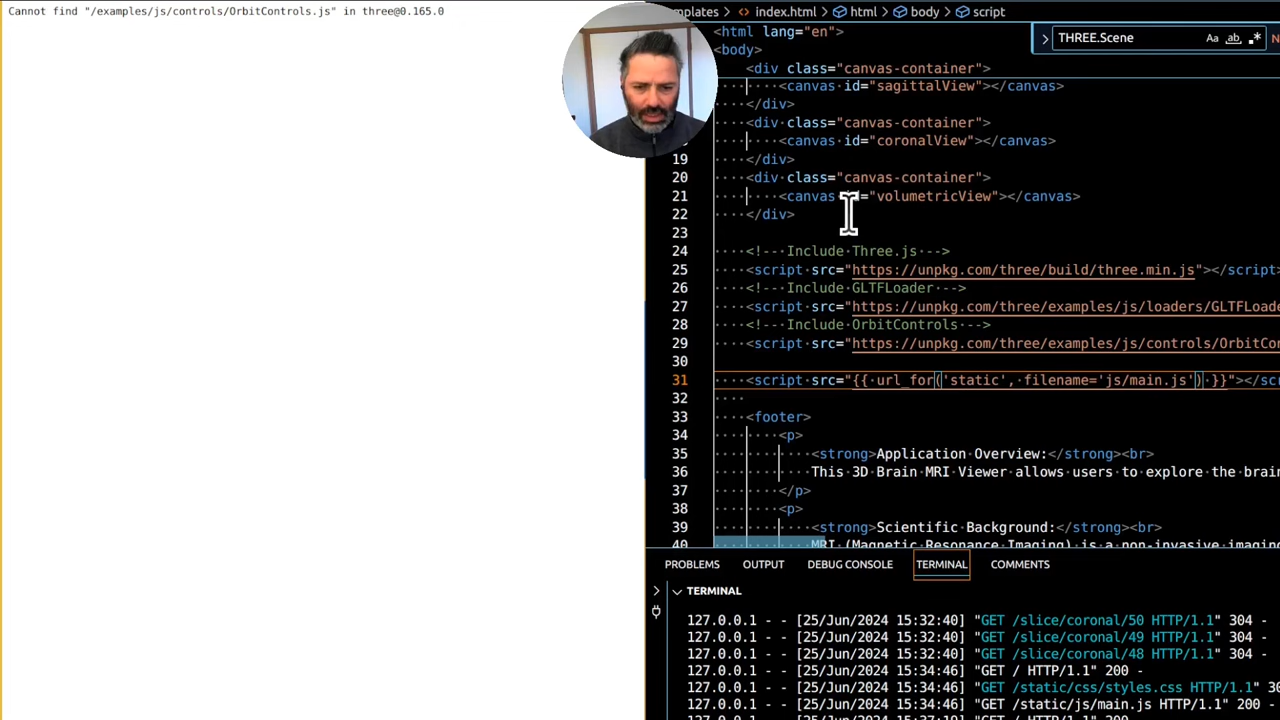 Cannot find "/examples/js/controls/OrbitControls.js" in three@0.165.0
mplates > index.html > html > body > script
<html lang="en">
THREE.Scene Aa ab .*
<body>
<div class="canvas-container">
<canvas id="sagittalView"></canvas>
</div>
<div class="canvas-container">
<canvas id="coronalView"></canvas>
19 </div>
20 <div class="canvas-container">
21 <canvas ="volumetricView"></canvas>
22 </div>
23
24 <!-- Include Three.js -->
25 <script src="https://unpkg.com/three/build/three.min.js"></script
26 <!-- Include GLTFLoader -->
27 <script src="https://unpkg.com/three/examples/js/loaders/GLTFLoade
28 <!-- Include OrbitControls -->
29 <script src="https://unpkg.com/three/examples/js/controls/OrbitCon
30
31 <script src="{{ url_for('static', filename='js/main.js') }}"></scr
32
33 <footer>
34 <p>
35 <strong>Application Overview:</strong><br>
36 This 3D Brain MRI Viewer allows users to explore the brain
37 </p>
38 <p>
39 <strong>Scientific Background:</strong><br>
40 MRI (Magnetic Resonance Imaging) is a non-invasive imaging
PROBLEMS OUTPUT DEBUG CONSOLE TERMINAL COMMENTS
TERMINAL
127.0.0.1 - - [25/Jun/2024 15:32:40] "GET /slice/coronal/50 HTTP/1.1" 304 -
127.0.0.1 - - [25/Jun/2024 15:32:40] "GET /slice/coronal/49 HTTP/1.1" 304 -
127.0.0.1 - - [25/Jun/2024 15:32:40] "GET /slice/coronal/48 HTTP/1.1" 304 -
127.0.0.1 - - [25/Jun/2024 15:34:46] "GET / HTTP/1.1" 200 -
127.0.0.1 - - [25/Jun/2024 15:34:46] "GET /static/css/styles.css HTTP/1.1" 30
127.0.0.1 - - [25/Jun/2024 15:34:46] "GET /static/js/main.js HTTP/1.1" 200 -